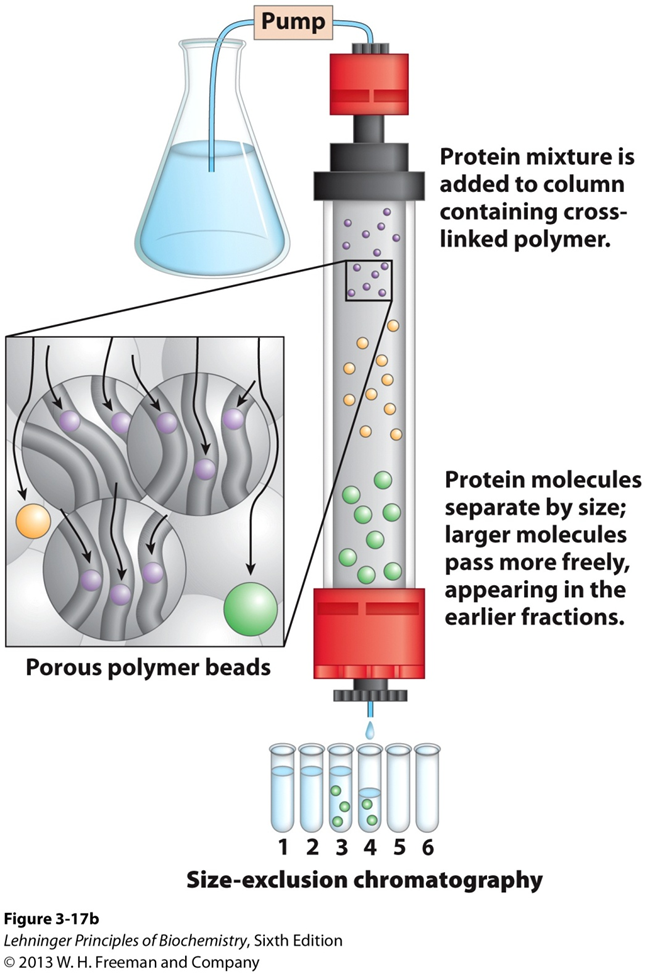 Pump
Protein mixture is
added to column
containing cross-
linked polymer.
Protein molecules
separate by size;
larger molecules
pass more freely,
appearing in the
earlier fractions.
Porous polymer beads
1 2 3 4 5 6
Size-exclusion chromatography
Figure 3-17b
Lehninger Principles of Biochemistry, Sixth Edition
© 2013 W. H. Freeman and Company